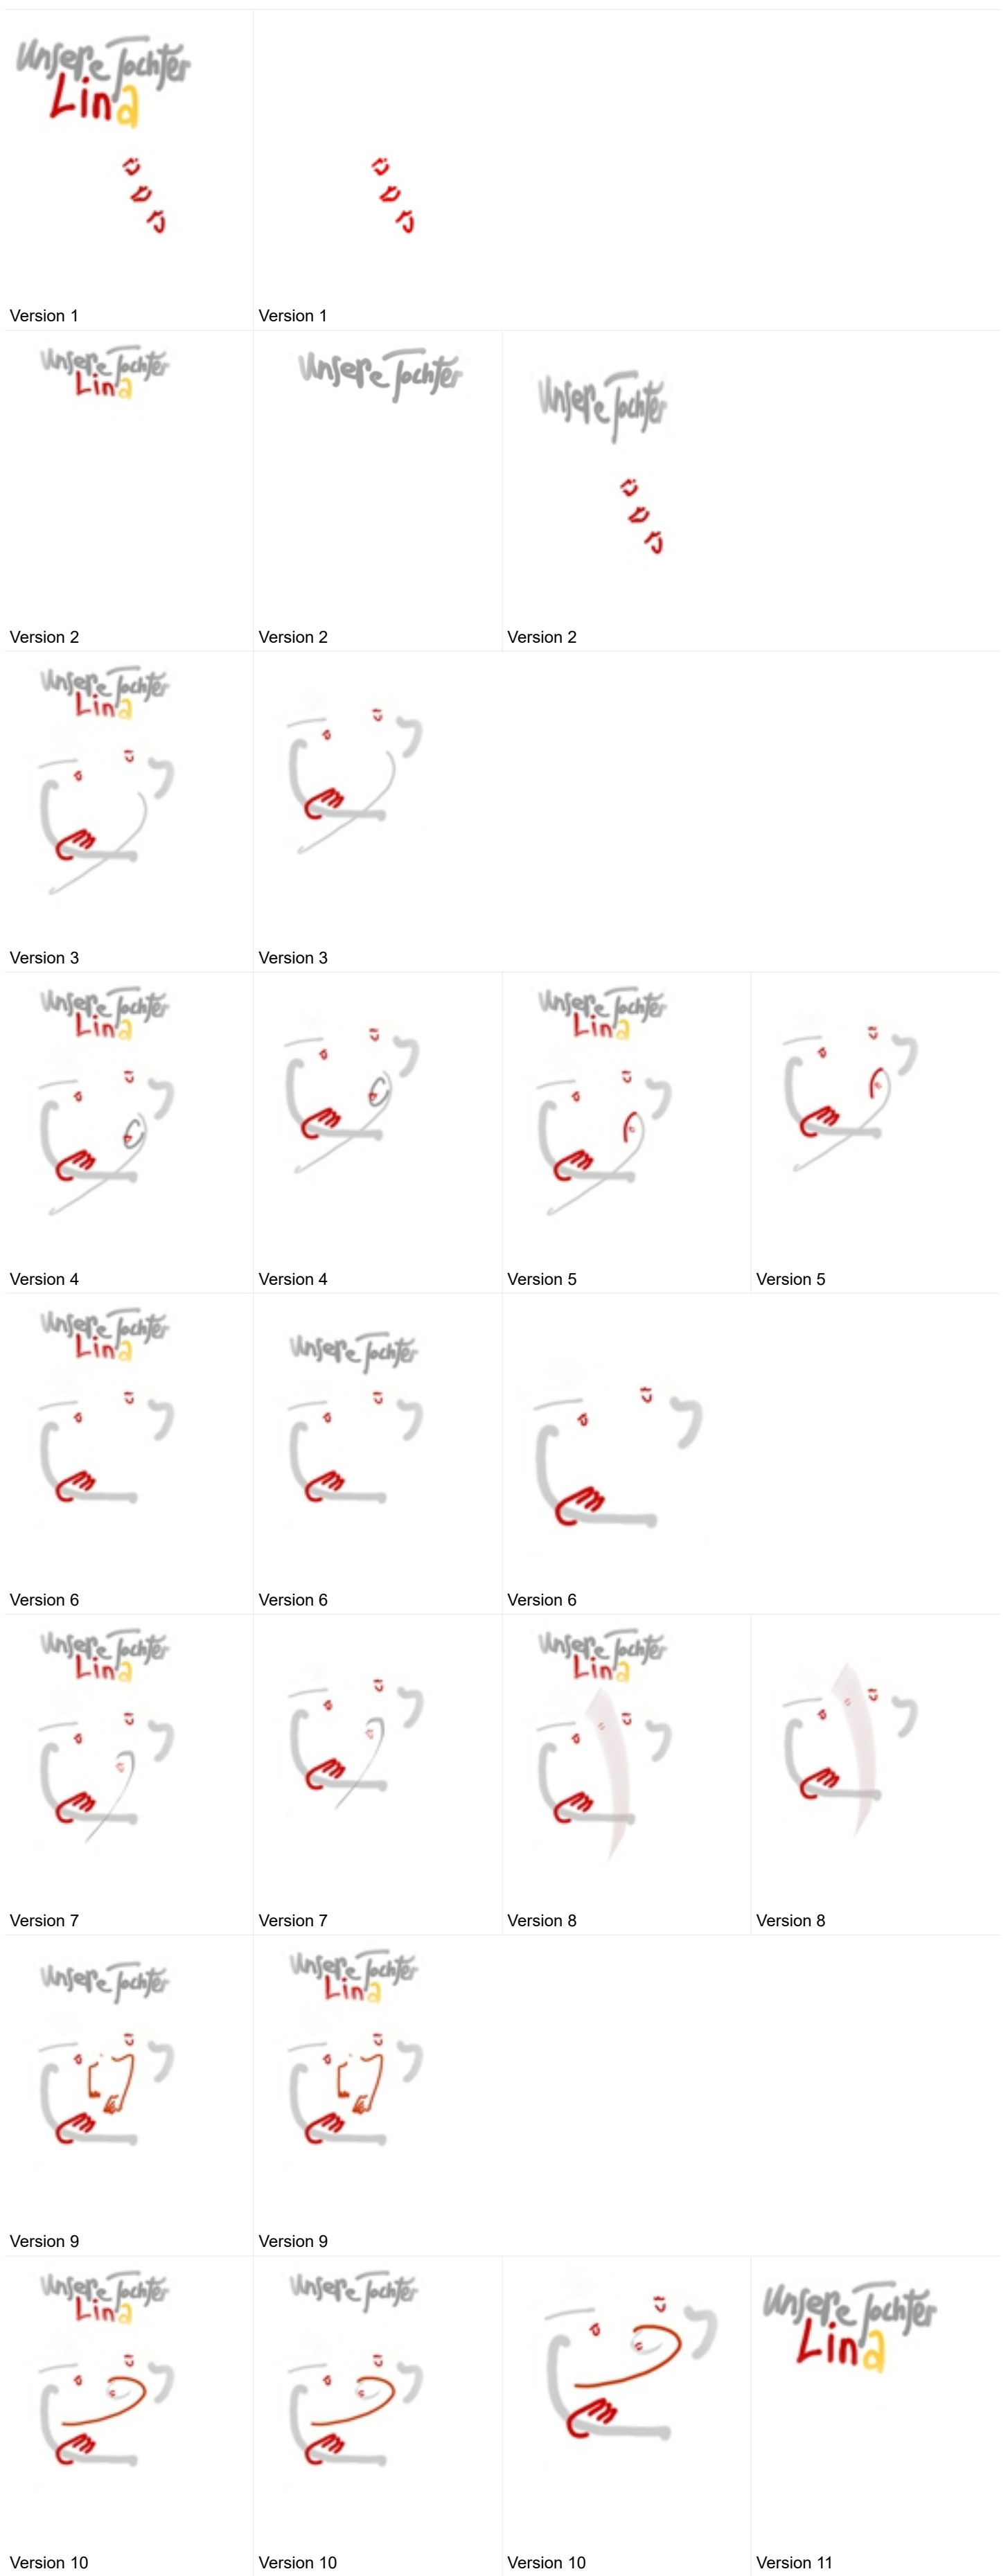 Unsere Tochter
Lina
Version 1
Version 1
Unsere Tochter
Lina
Unsere Tochter
Unsere Tochter
Version 2
Version 2
Version 2
Unsere Tochter
Lina
Version 3
Version 3
Unsere Tochter
Lina
Unsere Tochter
Lina
Version 4
Version 4
Version 5
Version 5
Unsere Tochter
Lina
Unsere Tochter
Version 6
Version 6
Version 6
Unsere Tochter
Lina
Unsere Tochter
Lina
Version 7
Version 7
Version 8
Version 8
Unsere Tochter
Unsere Tochter
Lina
Version 9
Version 9
Unsere Tochter
Lina
Unsere Tochter
Unsere Tochter
Lina
Version 10
Version 10
Version 10
Version 11